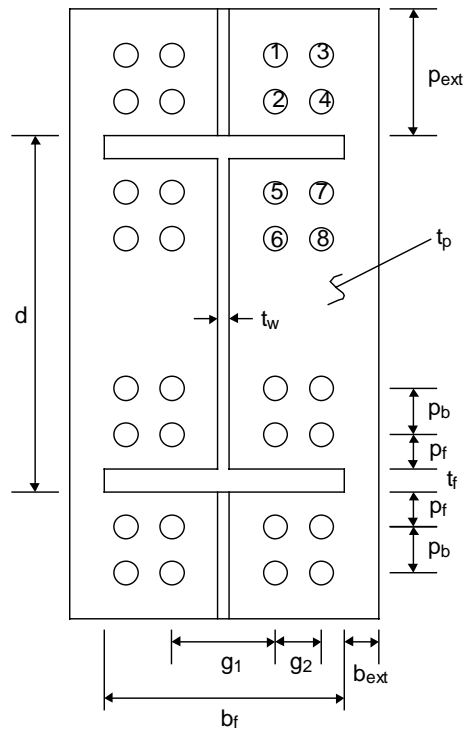 1 3
2 4
p_ext
5 7
6 8
t_p
d
t_w
p_b
p_f
t_f
p_f
p_b
g_1 g_2
b_ext
b_f